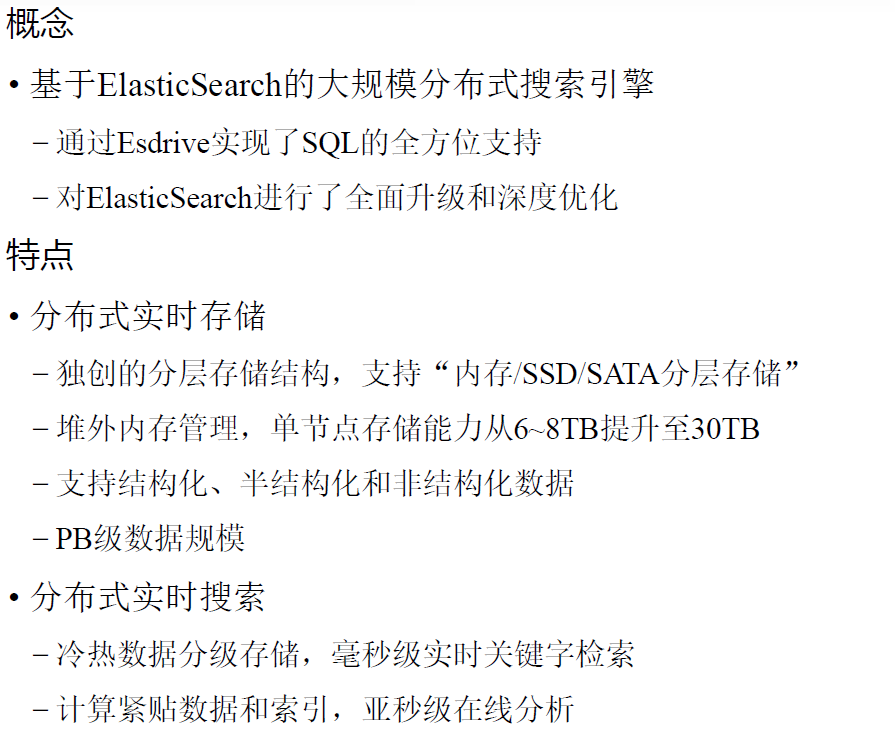 概念
• 基于ElasticSearch的大规模分布式搜索引擎
– 通过Esdrive实现了SQL的全方位支持
– 对ElasticSearch进行了全面升级和深度优化
特点
• 分布式实时存储
– 独创的分层存储结构，支持“内存/SSD/SATA分层存储”
– 堆外内存管理，单节点存储能力从6~8TB提升至30TB
– 支持结构化、半结构化和非结构化数据
– PB级数据规模
• 分布式实时搜索
– 冷热数据分级存储，毫秒级实时关键字检索
– 计算紧贴数据和索引，亚秒级在线分析